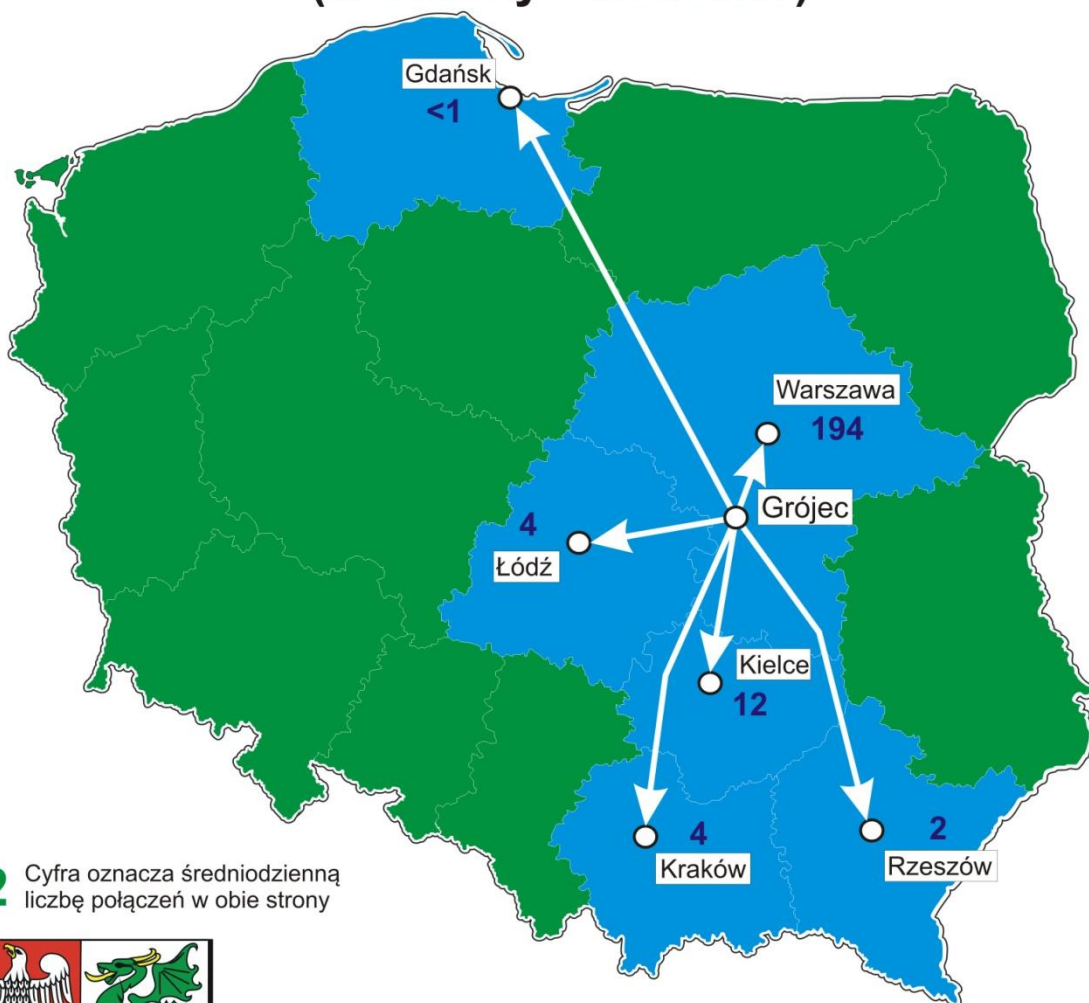 Gdańsk
<1
Warszawa
194
Grójec
4
Łódź
Kielce
12
4
Kraków
2
Rzeszów
2 Cyfra oznacza średniodzienną
liczbę połączeń w obie strony